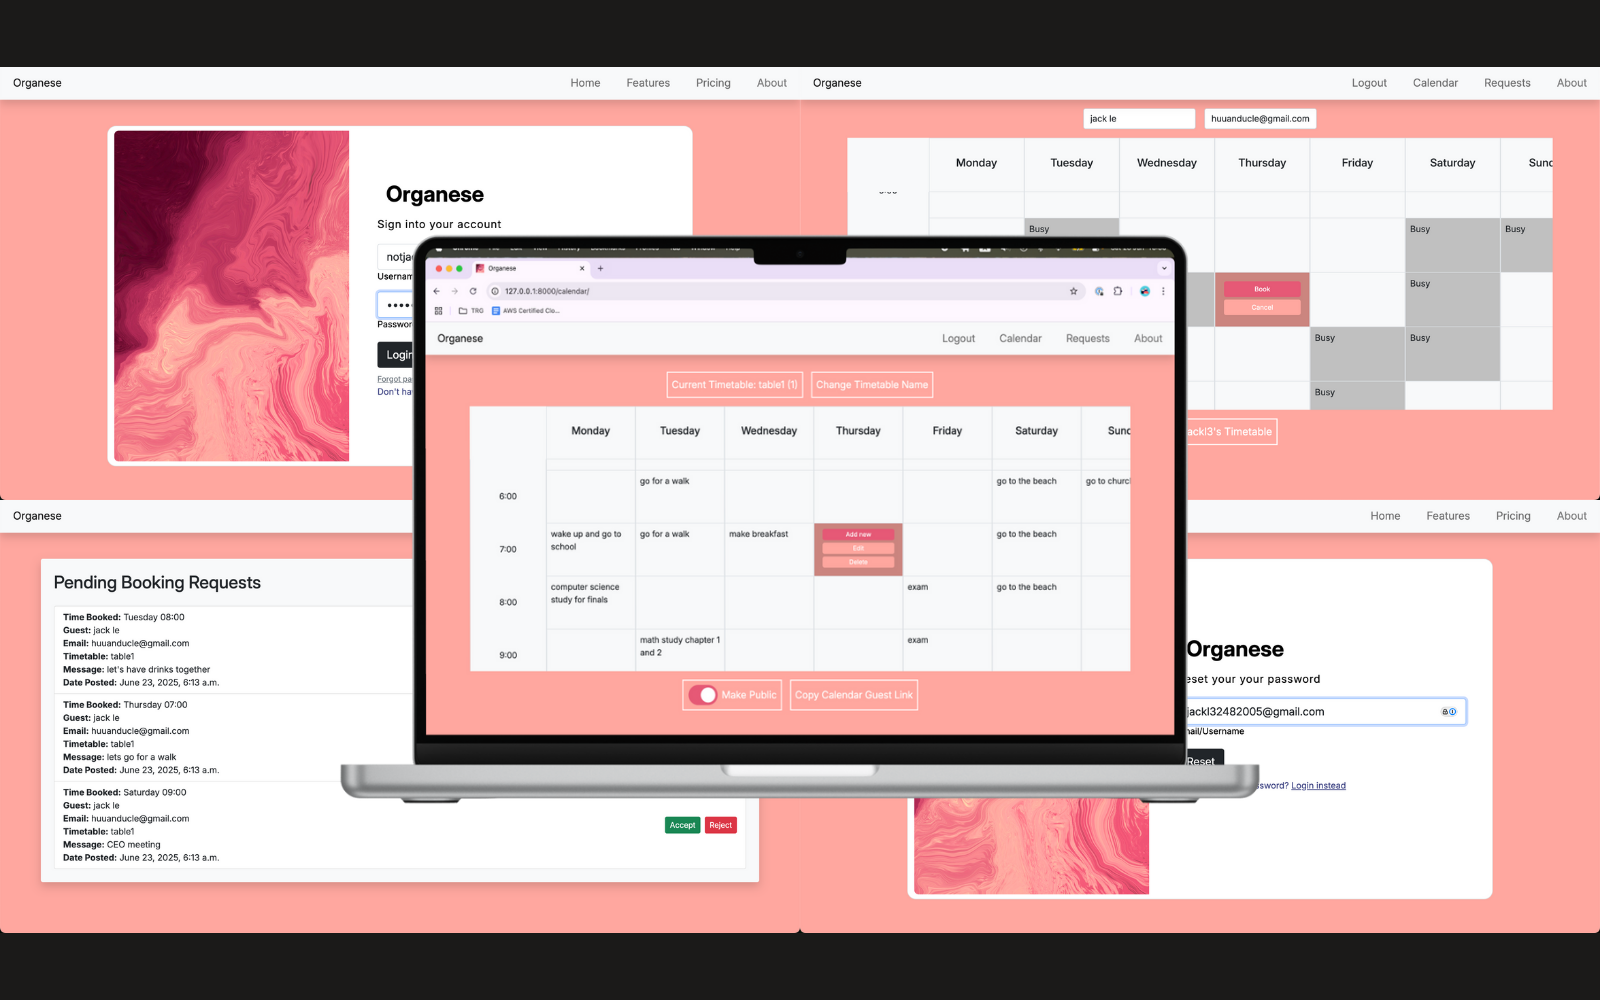 Organese
Home Features Pricing About
Organese
Sign into your account
notja
Usernam
Passwor
Login
Forgot pa
Don't ha
Organese
Logout Calendar Requests About
jack le
huuanducle@gmail.com
Monday Tuesday Wednesday Thursday Friday Saturday Sund
Busy Busy Busy
Book Busy
Cancel
Busy Busy
Busy
ackl3's Timetable
Organese
127.0.0.1:8000/calendar/
TRG AWS Certified Clo...
Organese
Logout Calendar Requests About
Current Timetable: table1 (1) Change Timetable Name
Monday Tuesday Wednesday Thursday Friday Saturday Sund
6:00 go for a walk go to the beach go to churc
7:00 wake up and go to school go for a walk make breakfast Add new Edit Delete go to the beach
8:00 computer science study for finals exam go to the beach
9:00 math study chapter 1 and 2 exam
Make Public Copy Calendar Guest Link
Organese
Pending Booking Requests
Time Booked: Tuesday 08:00
Guest: jack le
Email: huuanducle@gmail.com
Timetable: table1
Message: let's have drinks together
Date Posted: June 23, 2025, 6:13 a.m.
Time Booked: Thursday 07:00
Guest: jack le
Email: huuanducle@gmail.com
Timetable: table1
Message: lets go for a walk
Date Posted: June 23, 2025, 6:13 a.m.
Time Booked: Saturday 09:00
Guest: jack le
Email: huuanducle@gmail.com
Timetable: table1
Message: CEO meeting
Date Posted: June 23, 2025, 6:13 a.m.
Accept Reject
Home Features Pricing About
Organese
eset your your password
jackl32482005@gmail.com
nail/Username
Reset
ssword? Login instead